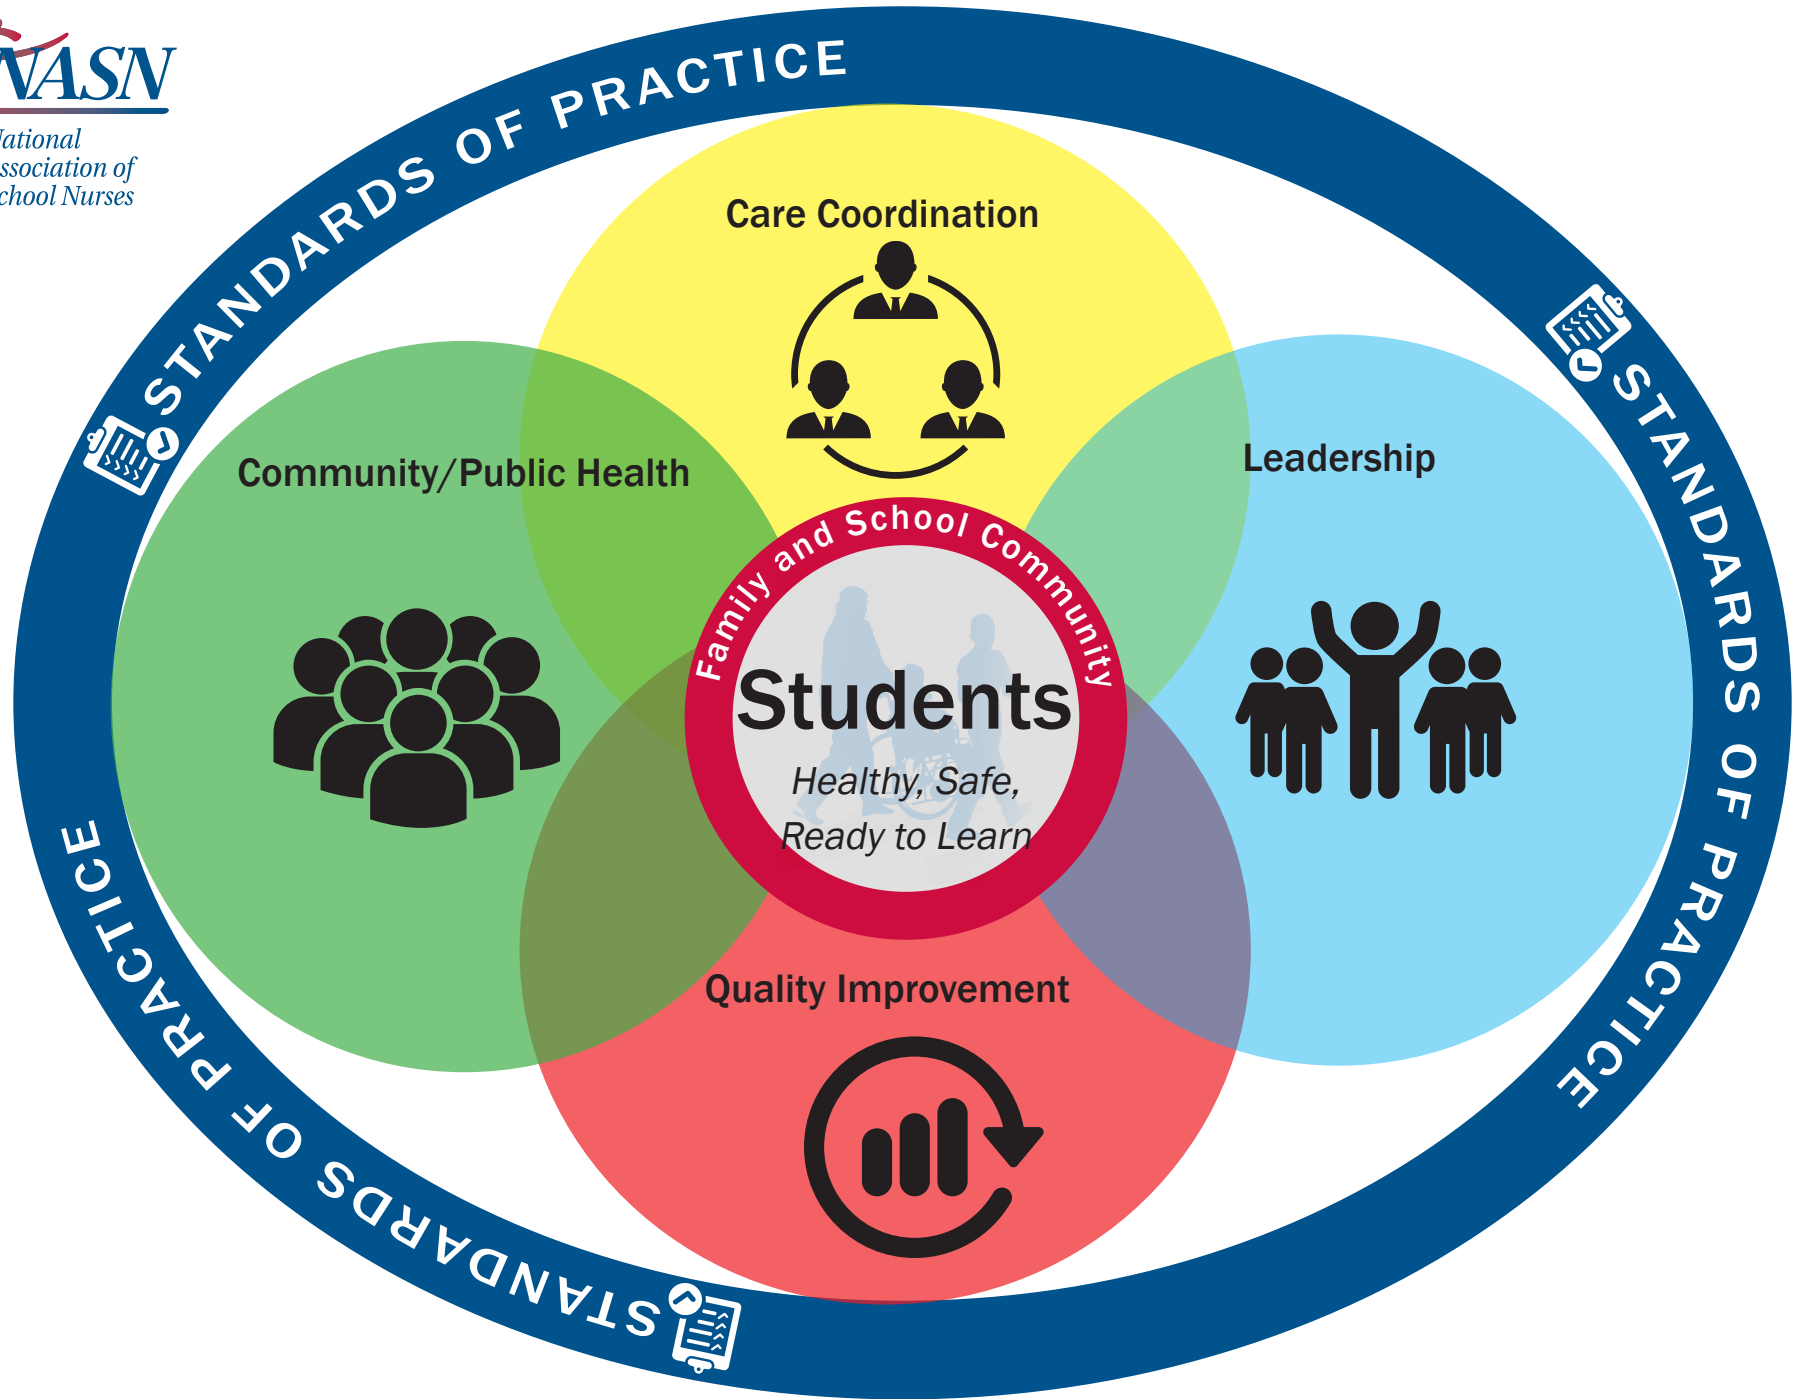 NASN
National
Association of
School Nurses
STANDARDS OF PRACTICE
Care Coordination
STANDARDS OF PRACTICE
Community/Public Health
Leadership
Family and School Community
Students
Healthy, Safe,
Ready to Learn
Quality Improvement
STANDARDS OF PRACTICE